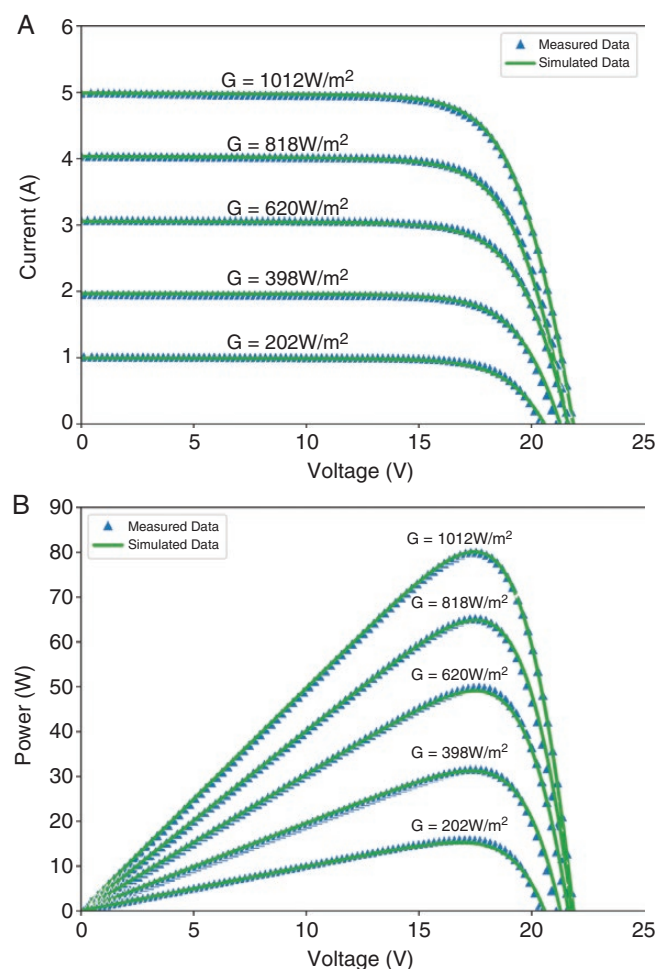 A
6
5
4
3
2
1
0
Current (A)
Measured Data
Simulated Data
G = 1012W/m²
G = 818W/m²
G = 620W/m²
G = 398W/m²
G = 202W/m²
0 5 10 15 20 25
Voltage (V)
B
90
80
70
60
50
40
30
20
10
0
Power (W)
Measured Data
Simulated Data
G = 1012W/m²
G = 818W/m²
G = 620W/m²
G = 398W/m²
G = 202W/m²
0 5 10 15 20 25
Voltage (V)